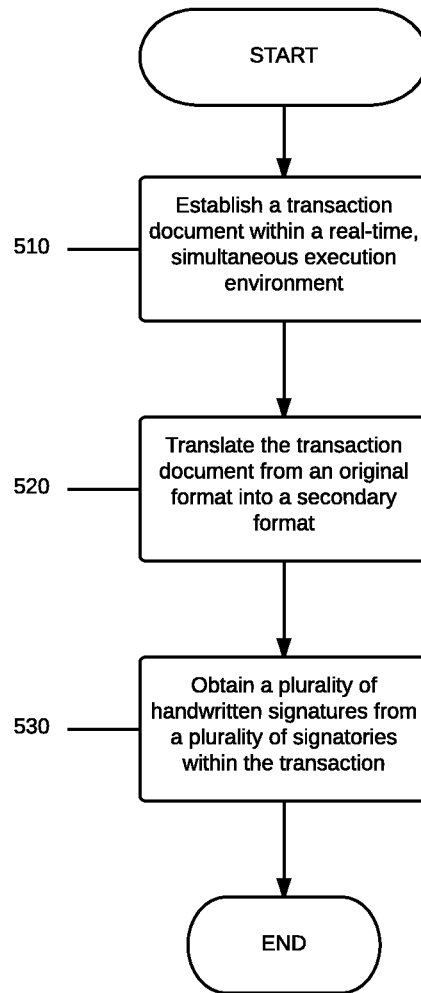 START
510
Establish a transaction
document within a real-time,
simultaneous execution
environment
520
Translate the transaction
document from an original
format into a secondary
format
530
Obtain a plurality of
handwritten signatures from
a plurality of signatories
within the transaction
END